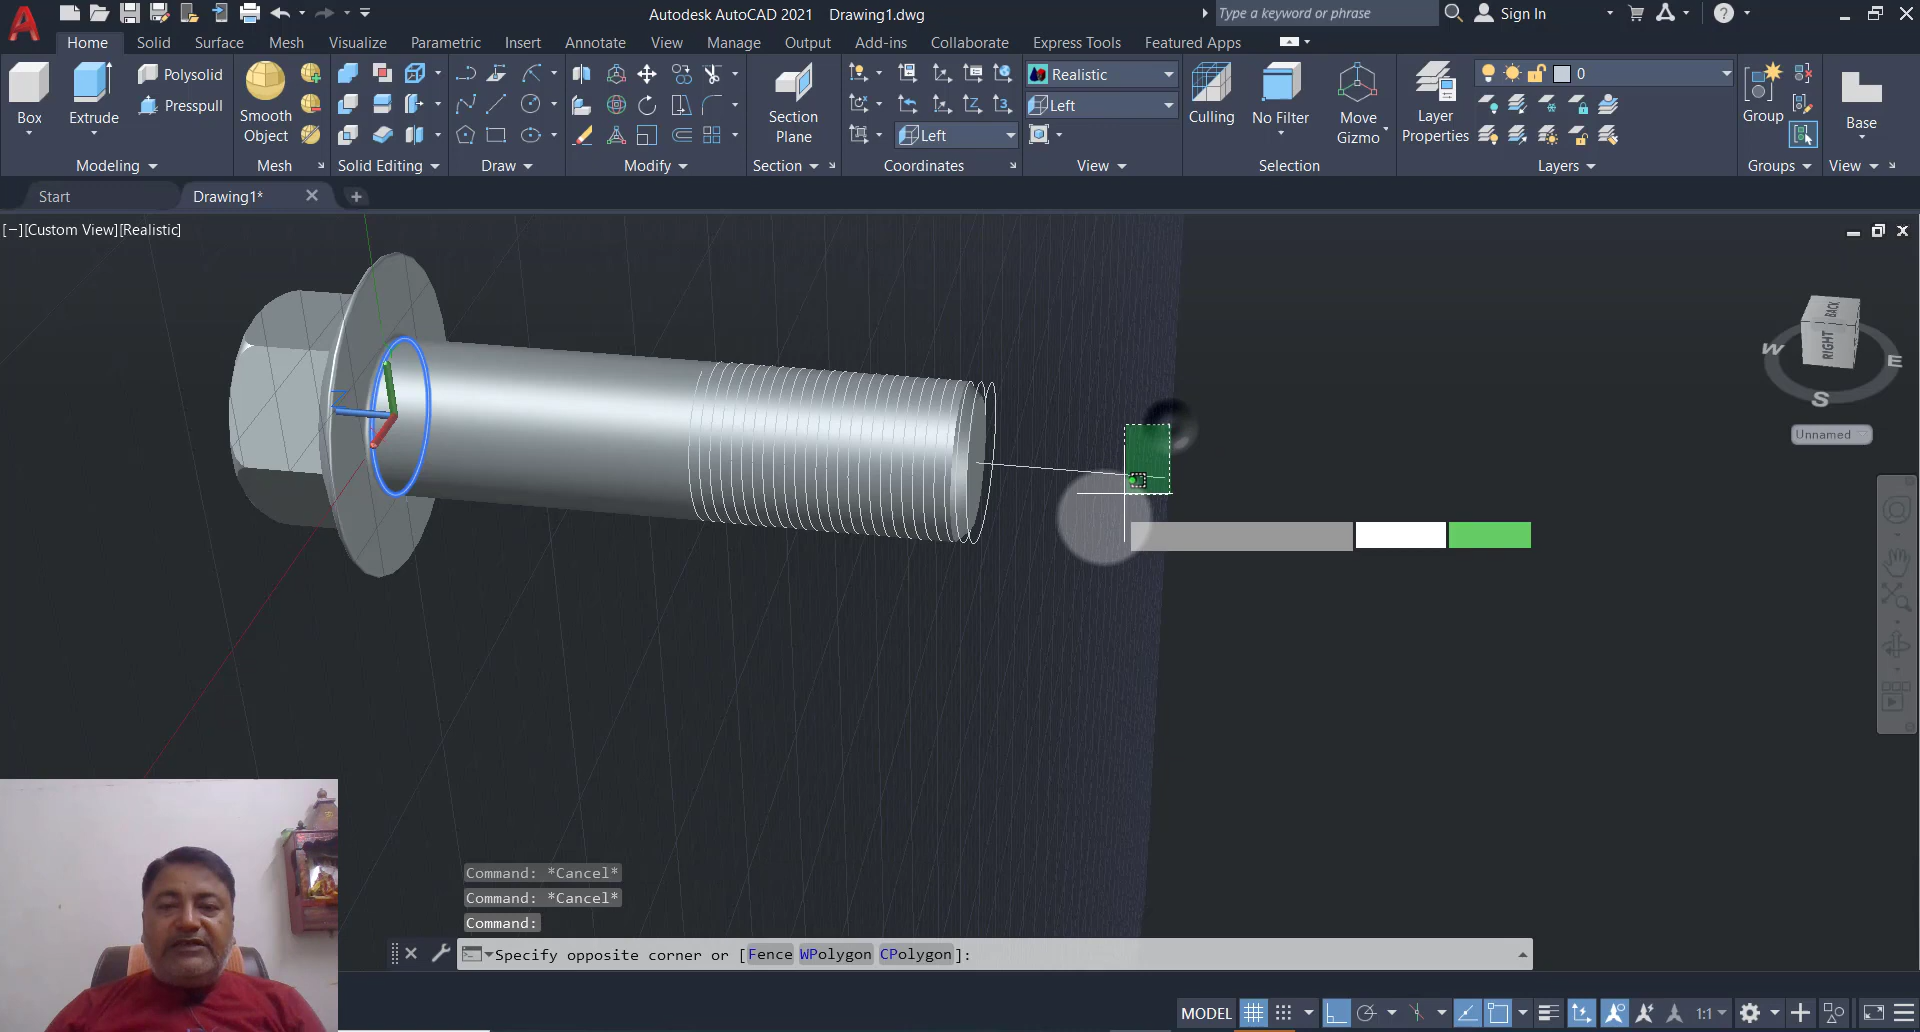 Autodesk AutoCAD 2021 Drawing1.dwg
Type a keyword or phrase
Sign In
Home Solid Surface Mesh Visualize Parametric Insert Annotate View Manage Output Add-ins Collaborate Express Tools Featured Apps
Box
Extrude
Polysolid
Presspull
Modeling
Smooth
Object
Mesh
Solid Editing
Draw
Modify
Section
Plane
Section
Left
Coordinates
Realistic
Left
View
Culling
No Filter
Move
Gizmo
Selection
Layer
Properties
0
Layers
Group
Groups
Base
View
Start
Drawing1*
[−][Custom View][Realistic]
BACK
RIGHT
W
E
S
Unnamed
Z
Command: *Cancel*
Command: *Cancel*
Command:
Specify opposite corner or [Fence WPolygon CPolygon]:
MODEL
1:1